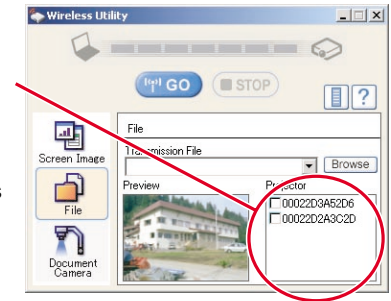 Wireless Utility
GO
STOP
?
File
Screen Image
Transmission File
Browse
File
Preview
Projector
00022D3A52D6
00022D2A3C2D
Document
Camera
s